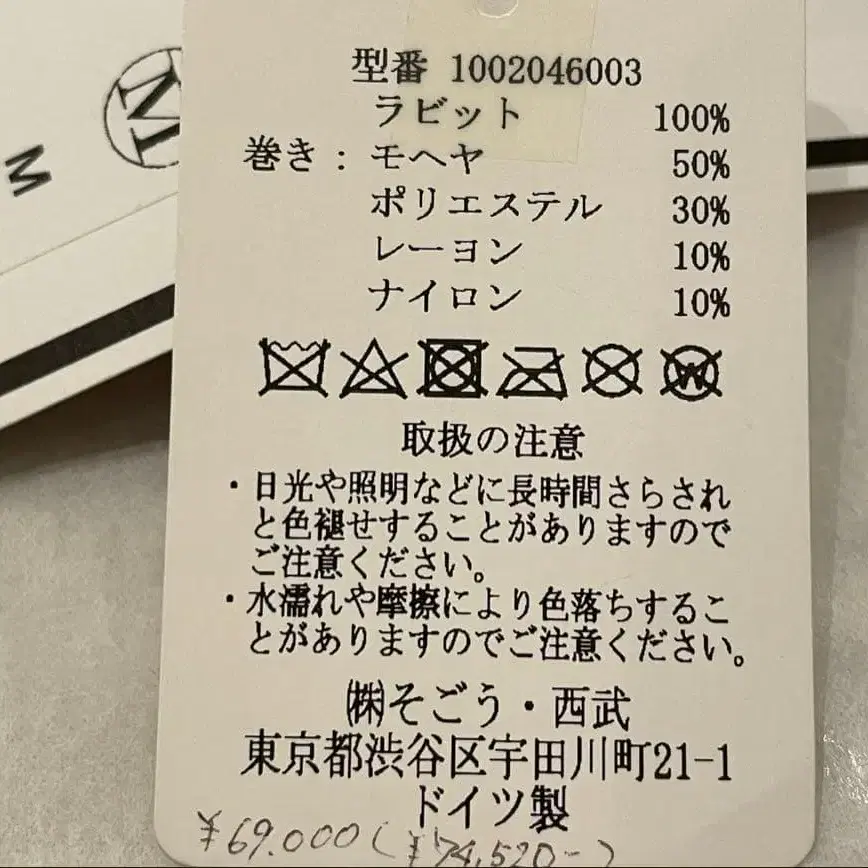 M
M
型番 1002046003
ラビット 100%
巻き：モヘヤ 50%
ポリエステル 30%
レーヨン 10%
ナイロン 10%
W
取扱の注意
・日光や照明などに長時間さらされ
と色褪せすることがありますので
ご注意ください。
・水濡れや摩擦により色落ちするこ
とがありますのでご注意ください。
㈱そごう・西武
東京都渋谷区宇田川町21-1
ドイツ製
¥69.000(¥74,520-)